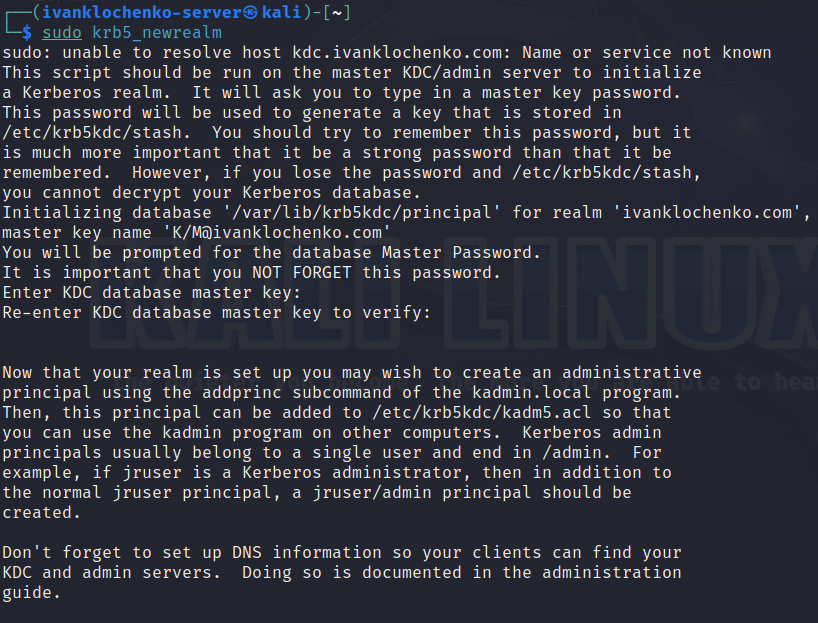 ┌──(ivanklochenko-server㉿kali)-[~]
└─$ sudo krb5_newrealm
sudo: unable to resolve host kdc.ivanklochenko.com: Name or service not known
This script should be run on the master KDC/admin server to initialize
a Kerberos realm.  It will ask you to type in a master key password.
This password will be used to generate a key that is stored in
/etc/krb5kdc/stash.  You should try to remember this password, but it
is much more important that it be a strong password than that it be
remembered.  However, if you lose the password and /etc/krb5kdc/stash,
you cannot decrypt your Kerberos database.
Initializing database '/var/lib/krb5kdc/principal' for realm 'ivanklochenko.com',
master key name 'K/M@ivanklochenko.com'
You will be prompted for the database Master Password.
It is important that you NOT FORGET this password.
Enter KDC database master key:
Re-enter KDC database master key to verify:
KALI LINUX
Now that your realm is set up you may wish to create an administrative
principal using the addprinc subcommand of the kadmin.local program.
Then, this principal can be added to /etc/krb5kdc/kadm5.acl so that
you can use the kadmin program on other computers.  Kerberos admin
principals usually belong to a single user and end in /admin.  For
example, if jruser is a Kerberos administrator, then in addition to
the normal jruser principal, a jruser/admin principal should be
created.
Don't forget to set up DNS information so your clients can find your
KDC and admin servers.  Doing so is documented in the administration
guide.